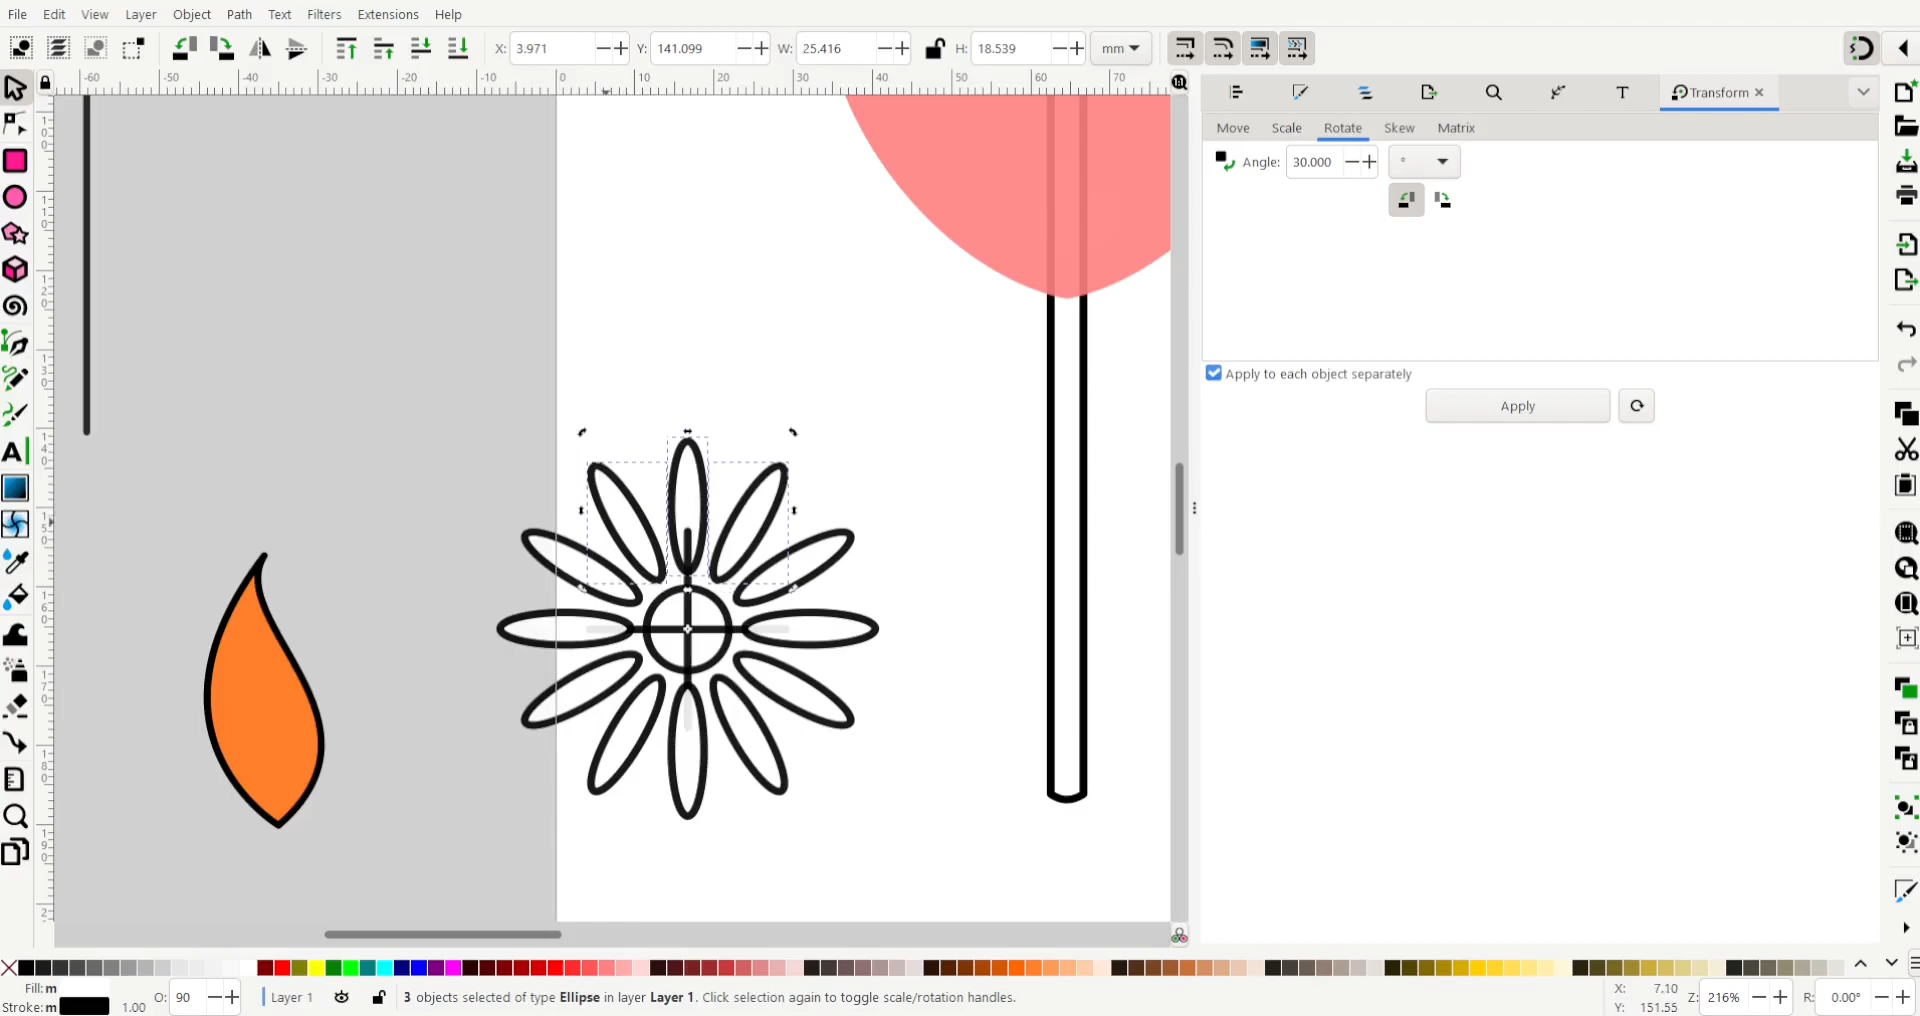 File Edit View Layer Object Path Text Filters Extensions Help
X: 3.971 Y: 141.099 W: 25.416 H: 18.539 mm
-60 -50 -40 -30 -20 -10 0 10 20 30 40 50 60 70
Transform
Move Scale Rotate Skew Matrix
Angle: 30.000 °
Apply to each object separately
Apply
Fill: m
Stroke: m 1.00
O: 90
Layer 1
3 objects selected of type Ellipse in layer Layer 1. Click selection again to toggle scale/rotation handles.
X: 7.10
Y: 151.55
Z: 216%
R: 0.00°